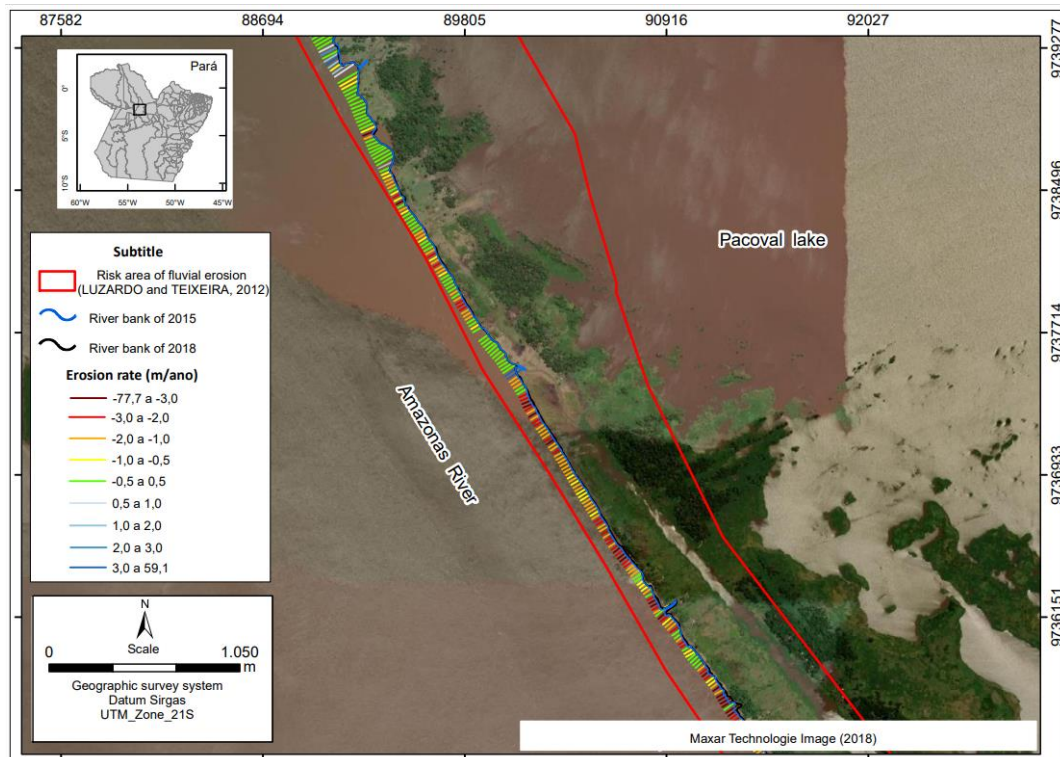 87582 88694 89805 90916 92027
9739277
9738496
9737714
973633
9736151
Pará
0°
5°S
10°S
60°W 55°W 50°W 45°W
Subtitle
Risk area of fluvial erosion
(LUZARDO and TEIXEIRA, 2012)
River bank of 2015
River bank of 2018
Erosion rate (m/ano)
-77,7 a -3,0
-3,0 a -2,0
-2,0 a -1,0
-1,0 a -0,5
-0,5 a 0,5
0,5 a 1,0
1,0 a 2,0
2,0 a 3,0
3,0 a 59,1
N
Scale
0 1.050
m
Geographic survey system
Datum Sirgas
UTM_Zone_21S
Pacoval lake
Amazonas River
Maxar Technologie Image (2018)